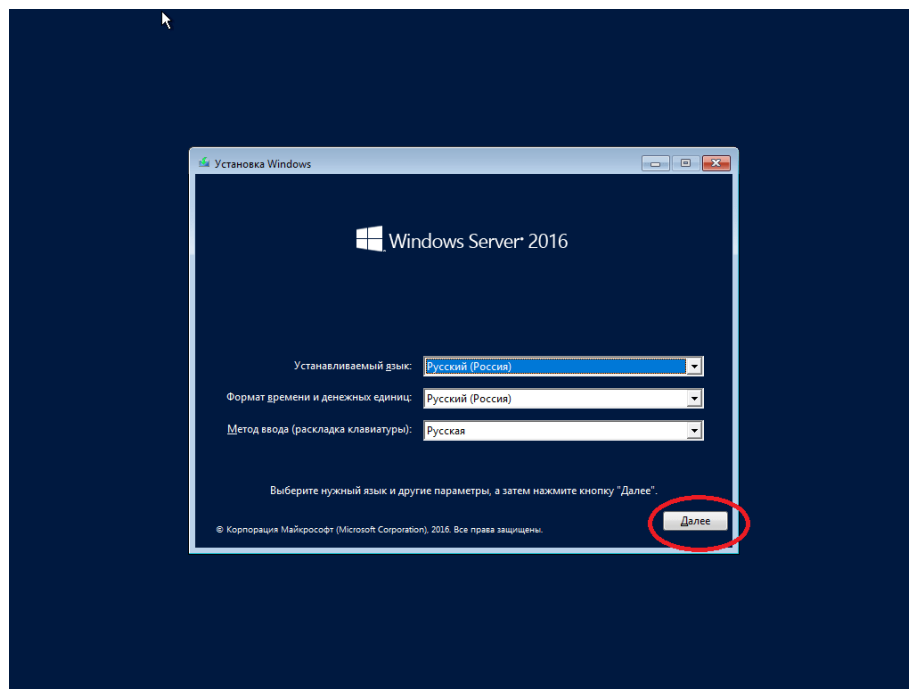 Установка Windows
Windows Server 2016
Устанавливаемый язык: Русский (Россия)
Формат времени и денежных единиц: Русский (Россия)
Метод ввода (раскладка клавиатуры): Русская
Выберите нужный язык и другие параметры, а затем нажмите кнопку "Далее".
Далее
© Корпорация Майкрософт (Microsoft Corporation), 2016. Все права защищены.